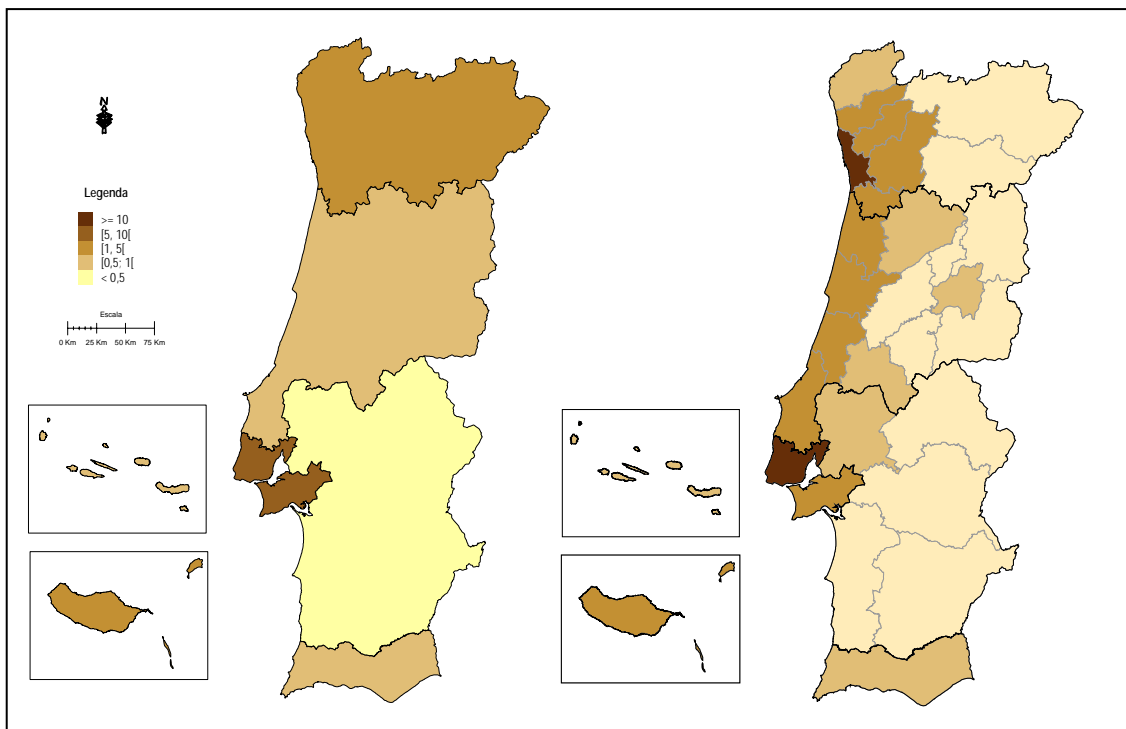 N
Legenda
>= 10
[5, 10[
[1, 5[
[0,5; 1[
< 0,5
Escala
0 Km 25 Km 50 Km 75 Km